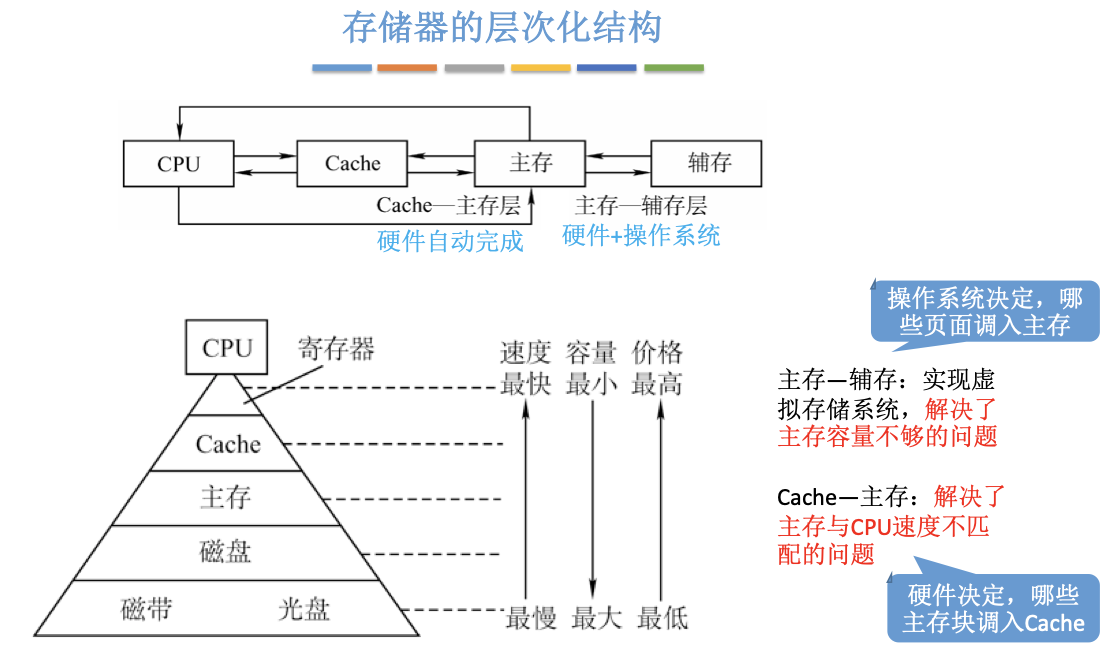 存储器的层次化结构
CPU
Cache
主存
辅存
Cache—主存层
主存—辅存层
硬件自动完成
硬件+操作系统
操作系统决定，哪
些页面调入主存
CPU
寄存器
速度 容量 价格
最快 最小 最高
主存—辅存：实现虚
拟存储系统，解决了
主存容量不够的问题
Cache
主存
Cache—主存：解决了
主存与CPU速度不匹
配的问题
磁盘
磁带 光盘
最慢 最大 最低
硬件决定，哪些
主存块调入Cache